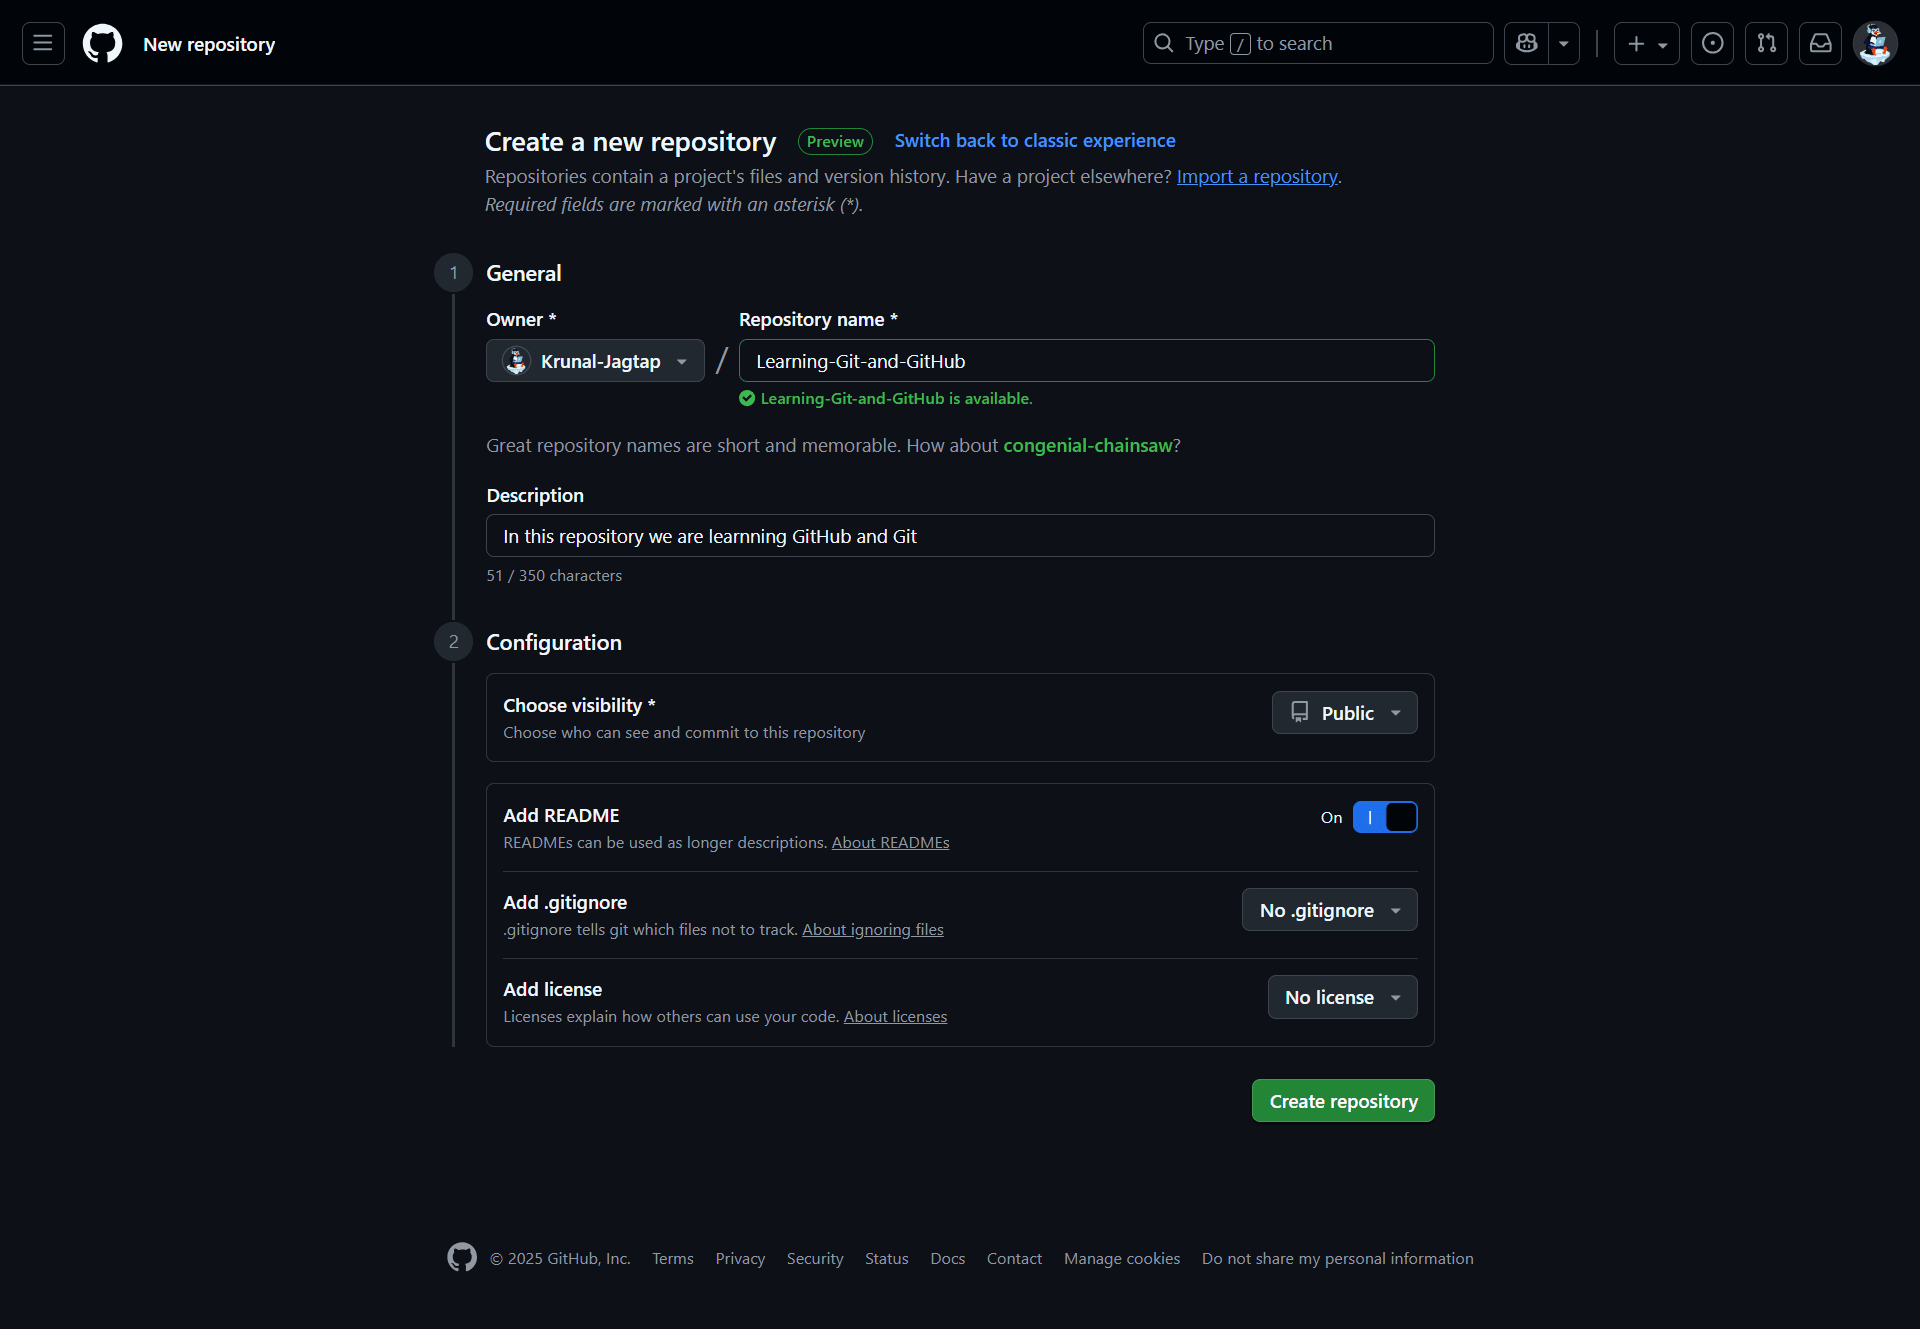 New repository
Type / to search
Create a new repository Preview Switch back to classic experience
Repositories contain a project's files and version history. Have a project elsewhere? Import a repository.
Required fields are marked with an asterisk (*).
1 General
Owner * Repository name *
Krunal-Jagtap / Learning-Git-and-GitHub
Learning-Git-and-GitHub is available.
Great repository names are short and memorable. How about congenial-chainsaw?
Description
In this repository we are learnning GitHub and Git
51 / 350 characters
2 Configuration
Choose visibility * Public
Choose who can see and commit to this repository
Add README On
READMEs can be used as longer descriptions. About READMEs
Add .gitignore No .gitignore
.gitignore tells git which files not to track. About ignoring files
Add license No license
Licenses explain how others can use your code. About licenses
Create repository
© 2025 GitHub, Inc. Terms Privacy Security Status Docs Contact Manage cookies Do not share my personal information